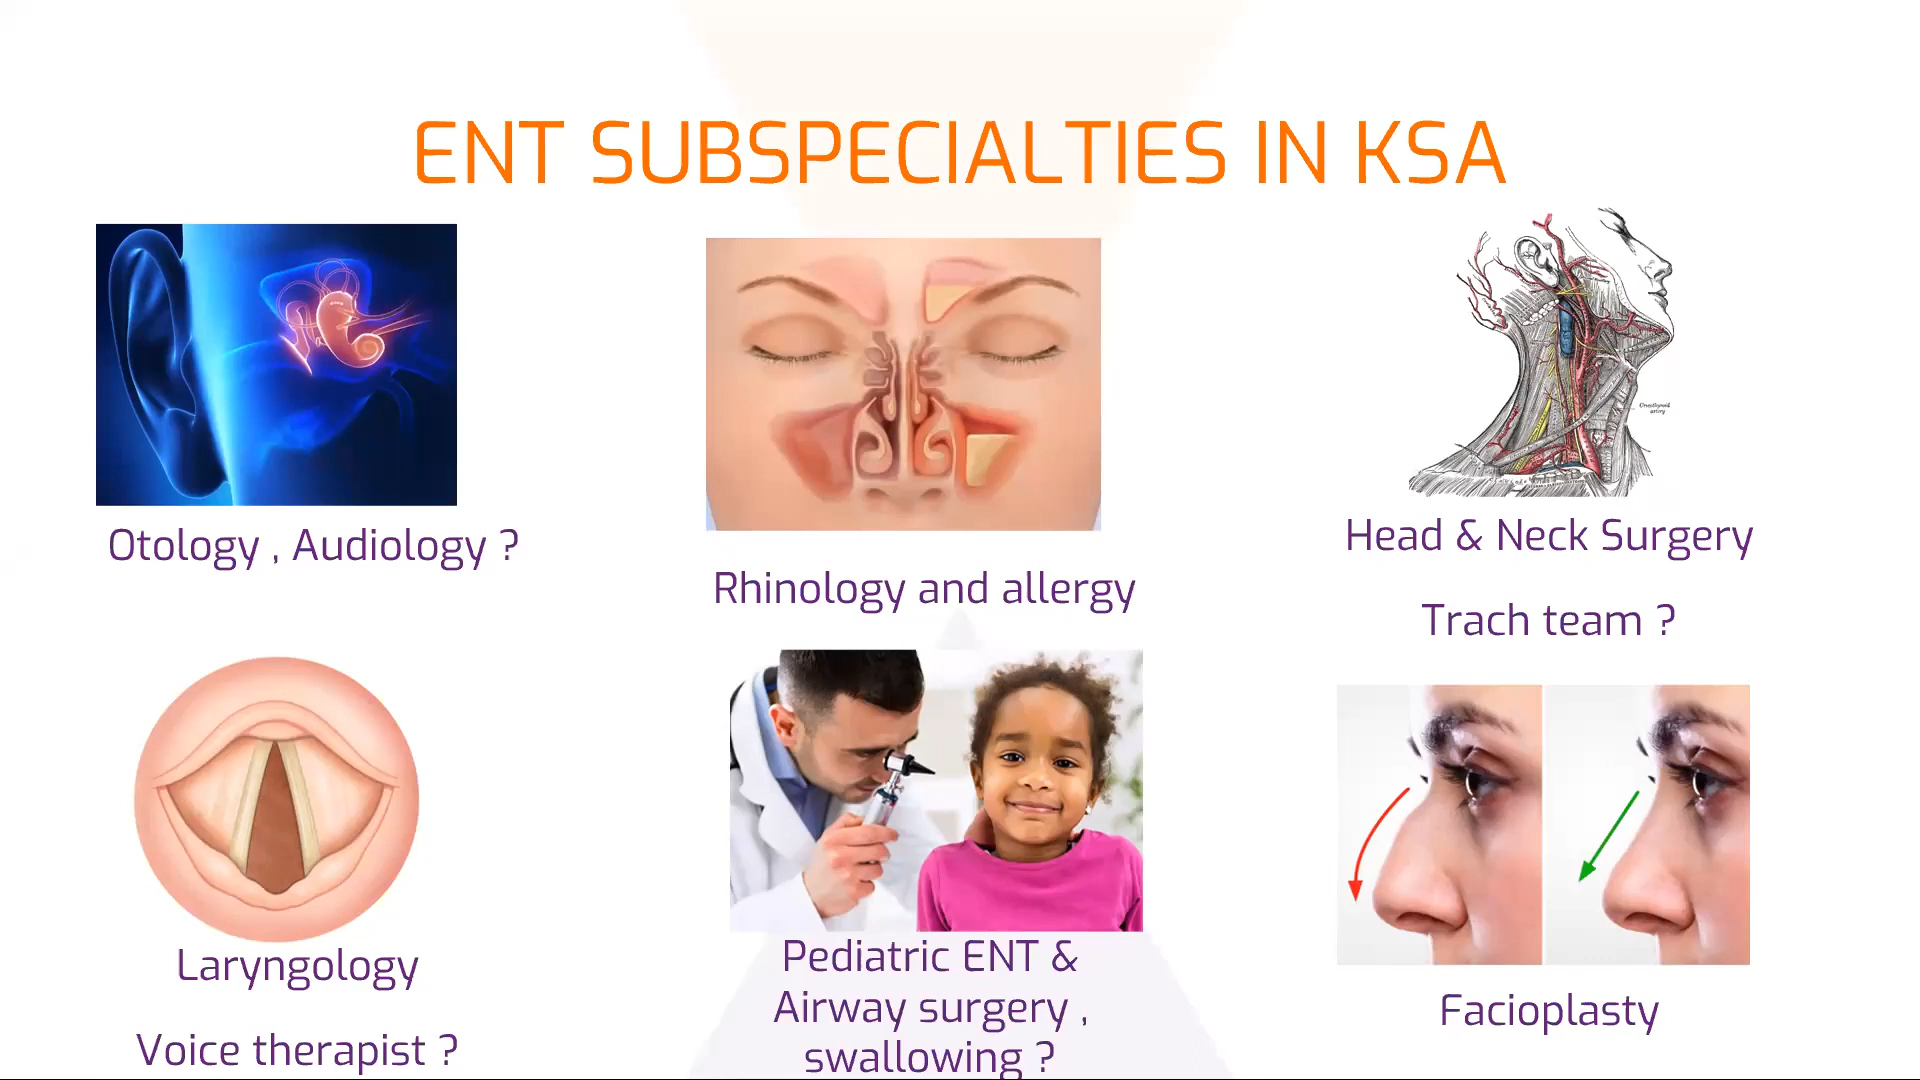 ENT SUBSPECIALTIES IN KSA
Otology , Audiology ?
Rhinology and allergy
Head & Neck Surgery
Trach team ?
Laryngology
Voice therapist ?
Pediatric ENT &
Airway surgery ,
swallowing ?
Facioplasty